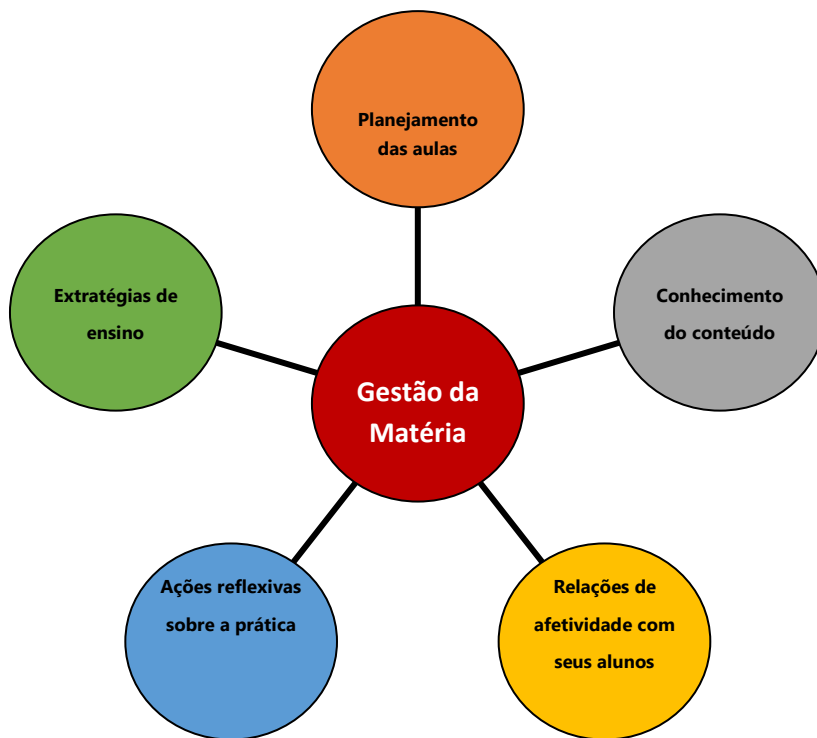 Planejamento
das aulas
Extratégias de
ensino
Conhecimento
do conteúdo
Gestão da
Matéria
Ações reflexivas
sobre a prática
Relações de
afetividade com
seus alunos